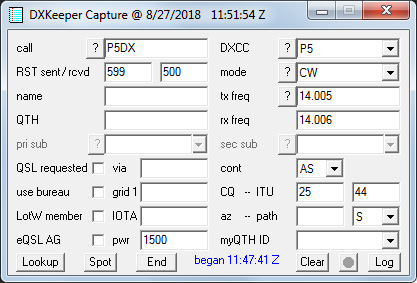 DXKeeper Capture @ 8/27/2018 11:51:54 Z
call ? P5DX DXCC ? P5
RST sent/rcvd 599 500 mode ? CW
name tx freq ? 14.005
QTH rx freq 14.006
pri sub ? sec sub ?
QSL requested via cont AS
use bureau grid 1 CQ -- ITU 25 44
LotW member IOTA az -- path S
eQSL AG pwr 1500 myQTH ID
Lookup Spot End began 11:47:41 Z Clear Log